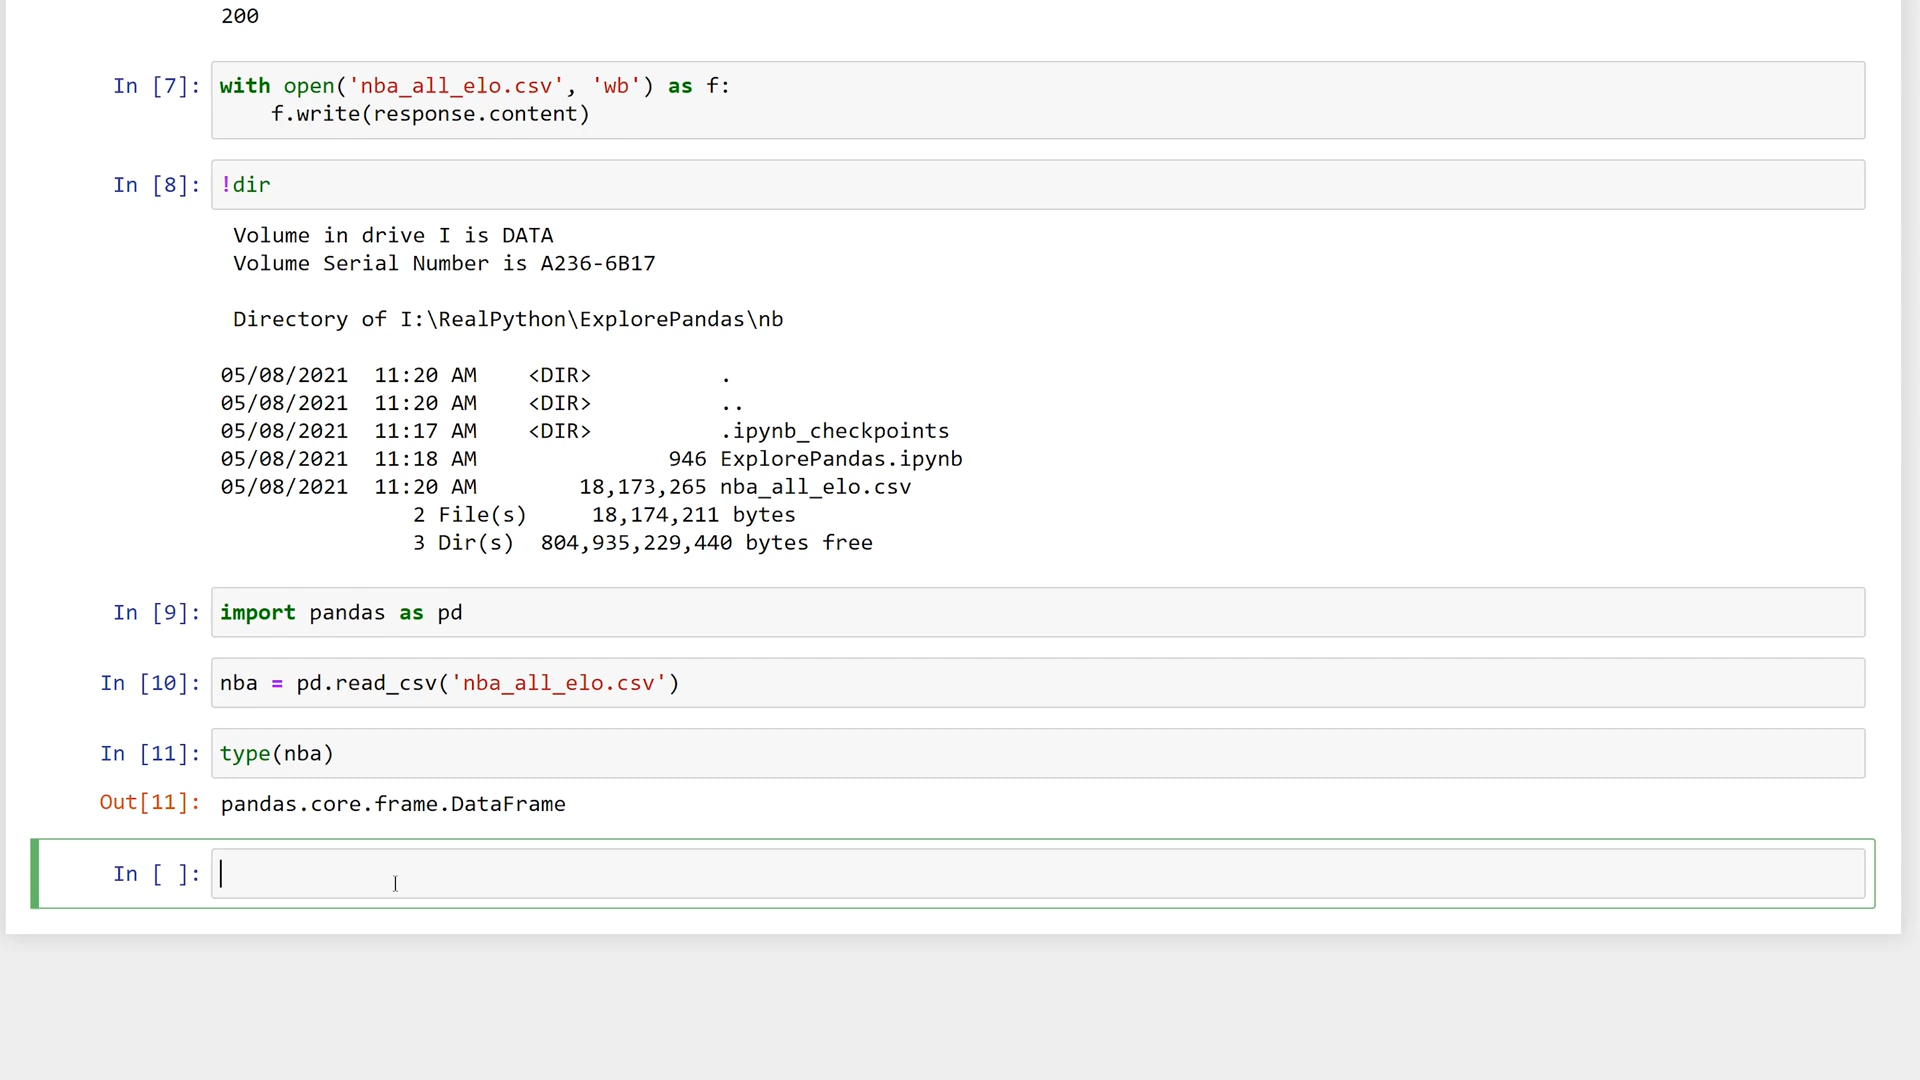 200
In [7]: with open('nba_all_elo.csv', 'wb') as f:
    f.write(response.content)
In [8]: !dir
Volume in drive I is DATA
Volume Serial Number is A236-6B17
Directory of I:\RealPython\ExplorePandas\nb
05/08/2021  11:20 AM    <DIR>          .
05/08/2021  11:20 AM    <DIR>          ..
05/08/2021  11:17 AM    <DIR>          .ipynb_checkpoints
05/08/2021  11:18 AM               946 ExplorePandas.ipynb
05/08/2021  11:20 AM        18,173,265 nba_all_elo.csv
2 File(s)     18,174,211 bytes
3 Dir(s)  804,935,229,440 bytes free
In [9]: import pandas as pd
In [10]: nba = pd.read_csv('nba_all_elo.csv')
In [11]: type(nba)
Out[11]: pandas.core.frame.DataFrame
In [ ]: